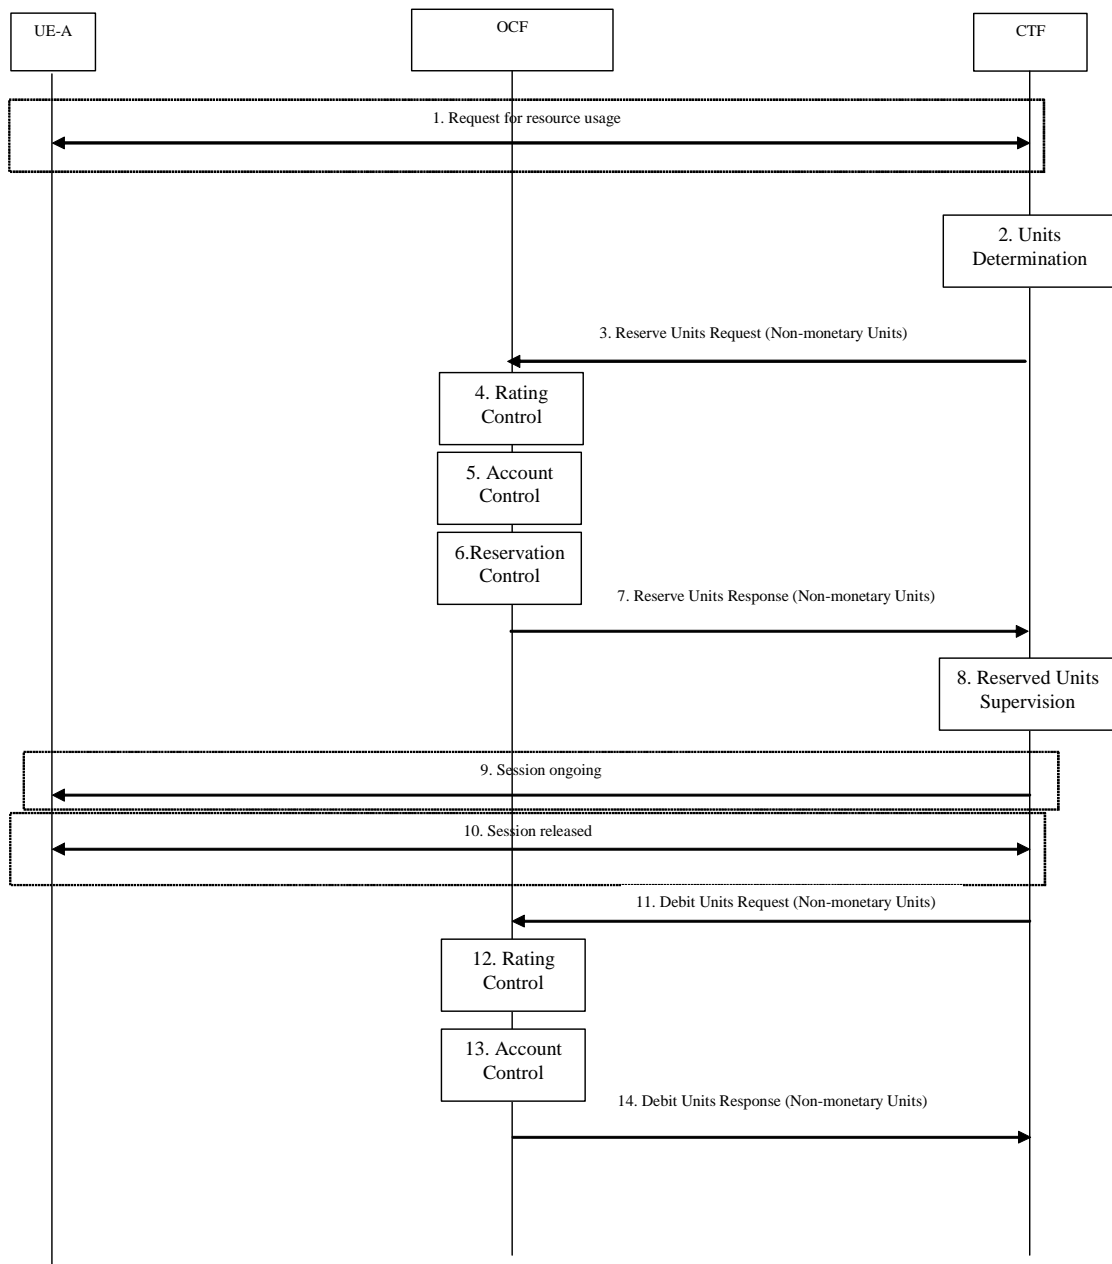 UE-A
OCF
CTF
1. Request for resource usage
2. Units
Determination
3. Reserve Units Request (Non-monetary Units)
4. Rating
Control
5. Account
Control
6.Reservation
Control
7. Reserve Units Response (Non-monetary Units)
8. Reserved Units
Supervision
9. Session ongoing
10. Session released
11. Debit Units Request (Non-monetary Units)
12. Rating
Control
13. Account
Control
14. Debit Units Response (Non-monetary Units)